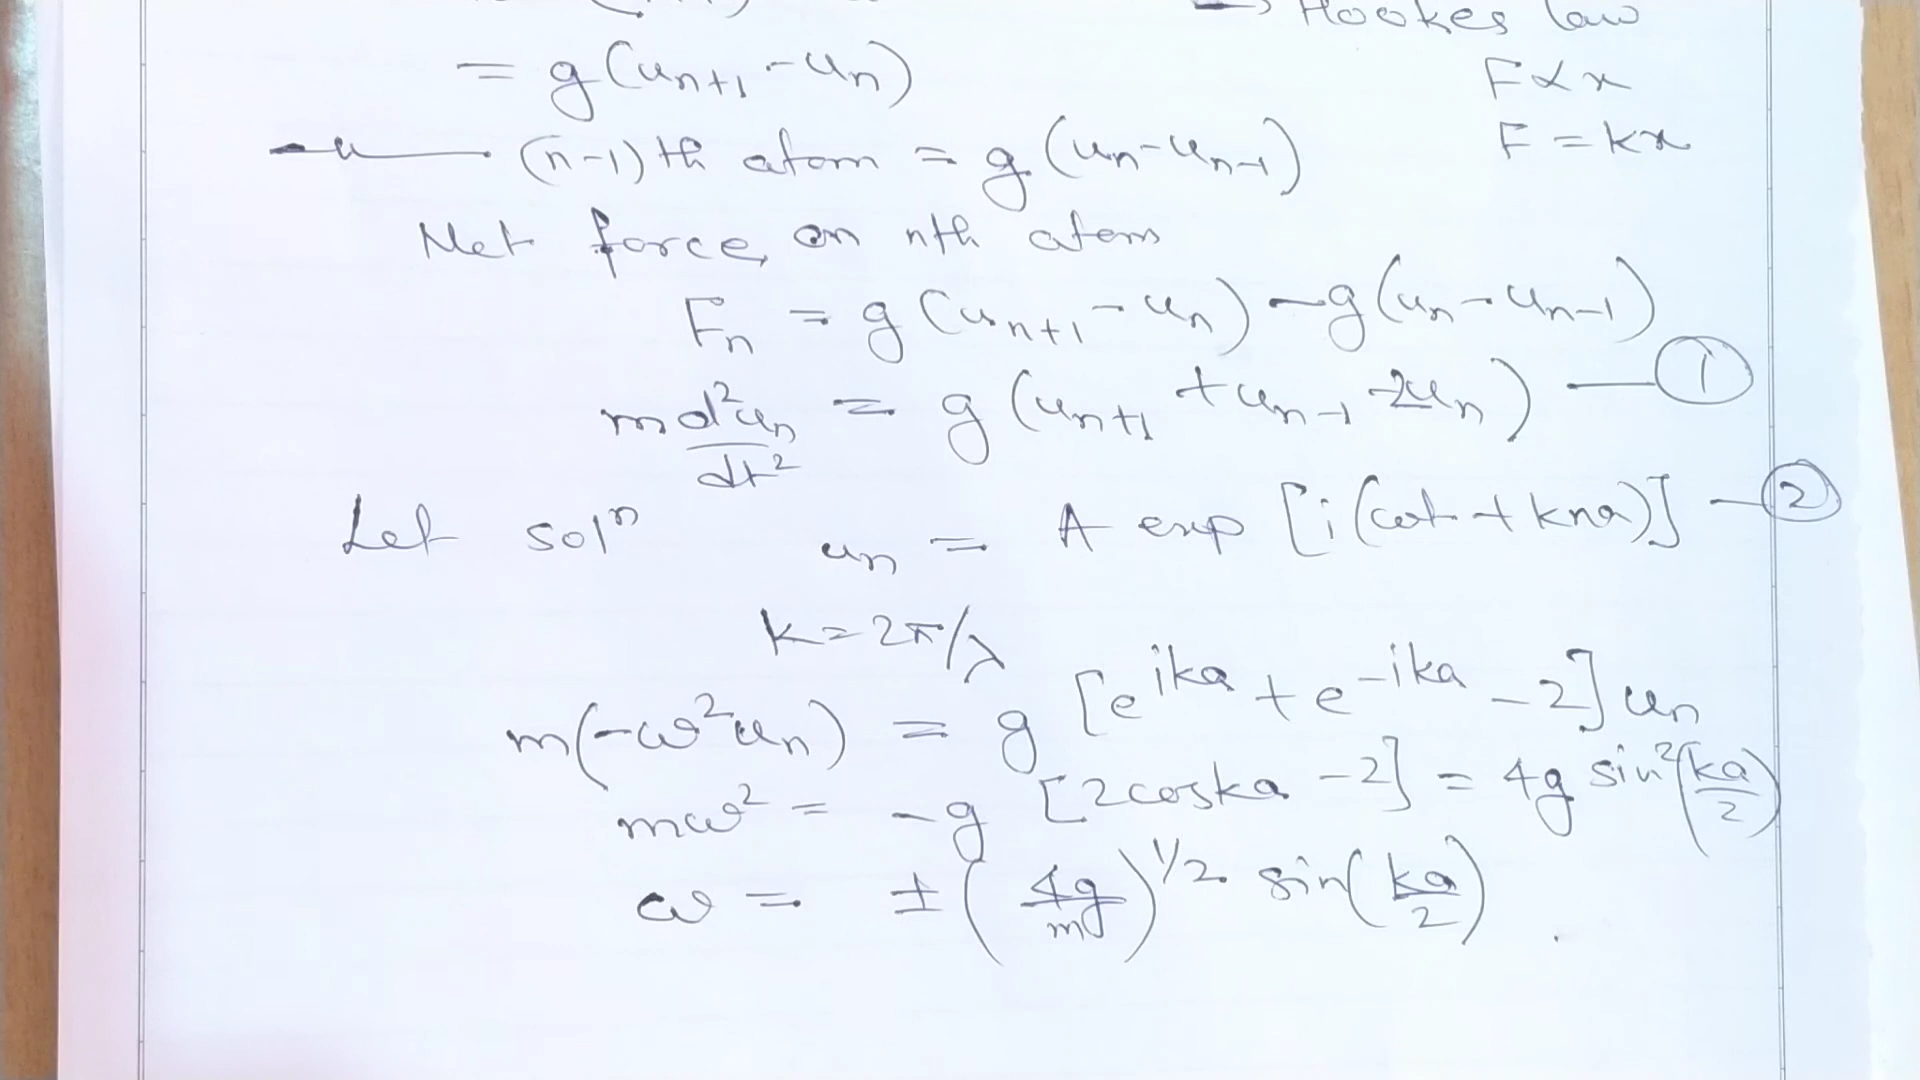 → Hookes law
= g(uₙ₊₁ - uₙ)
F ∝ x
—〃— (n-1)th atom = g(uₙ - uₙ₋₁)
F = kx
Net force on nth atom
Fₙ = g(uₙ₊₁ - uₙ) - g(uₙ - uₙ₋₁)
m d²uₙ/dt² = g(uₙ₊₁ + uₙ₋₁ - 2uₙ) — ①
Let solⁿ uₙ = A exp [i(ωt + kna)] — ②
k = 2π/λ
m(-ω²uₙ) = g [e^{ika} + e^{-ika} - 2] uₙ
mω² = -g [2coska - 2] = 4g sin²(ka/2)
ω = ± (4g/m)^{1/2} sin(ka/2)